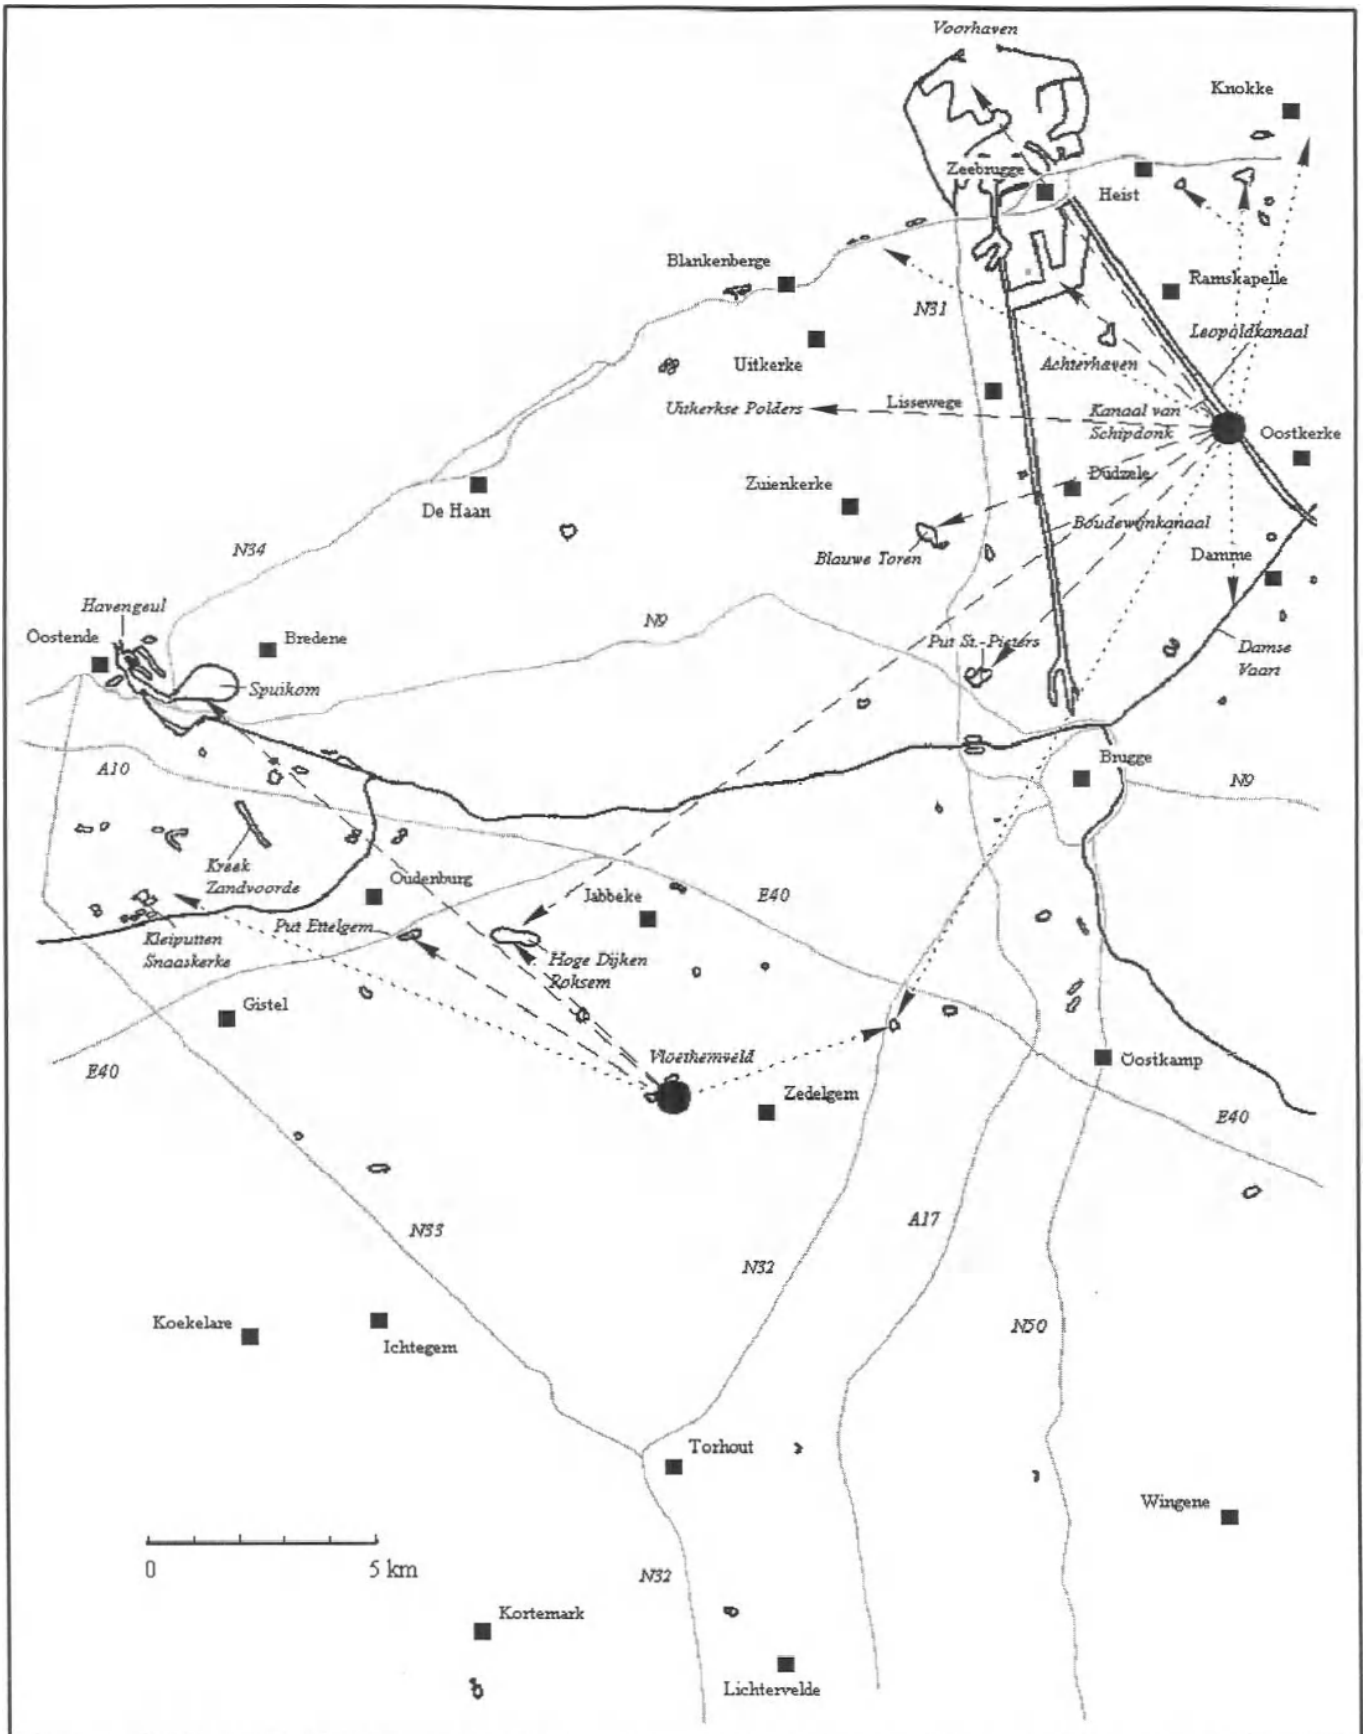 Voorhaven
Knokke
Zeebrugge
Heist
Blankenberge
Ramskapelle
N31
Leopoldkanaal
Uitkerke
Achterhaven
Uitkerkse Polders
Lissewege
Kanaal van
Schipdonk
Oostkerke
Dudzele
Zuienkerke
De Haan
Boudewijnkanaal
N34
Blauwe Toren
Damme
Havengeul
Oostende
Bredene
N9
Put St.-Pieters
Damse
Vaart
Spuikom
A10
Brugge
N9
Kreek
Zandvoorde
Oudenburg
Jabbeke
E40
Put Ettelgem
Kleiputten
Snaaskerke
Hoge Dijken
Roksem
Gistel
Vloethemveld
E40
Oostkamp
Zedelgem
E40
N33
A17
N32
Koekelare
Ichtegem
N50
Torhout
Wingene
0
5 km
N32
Kortemark
Lichtervelde